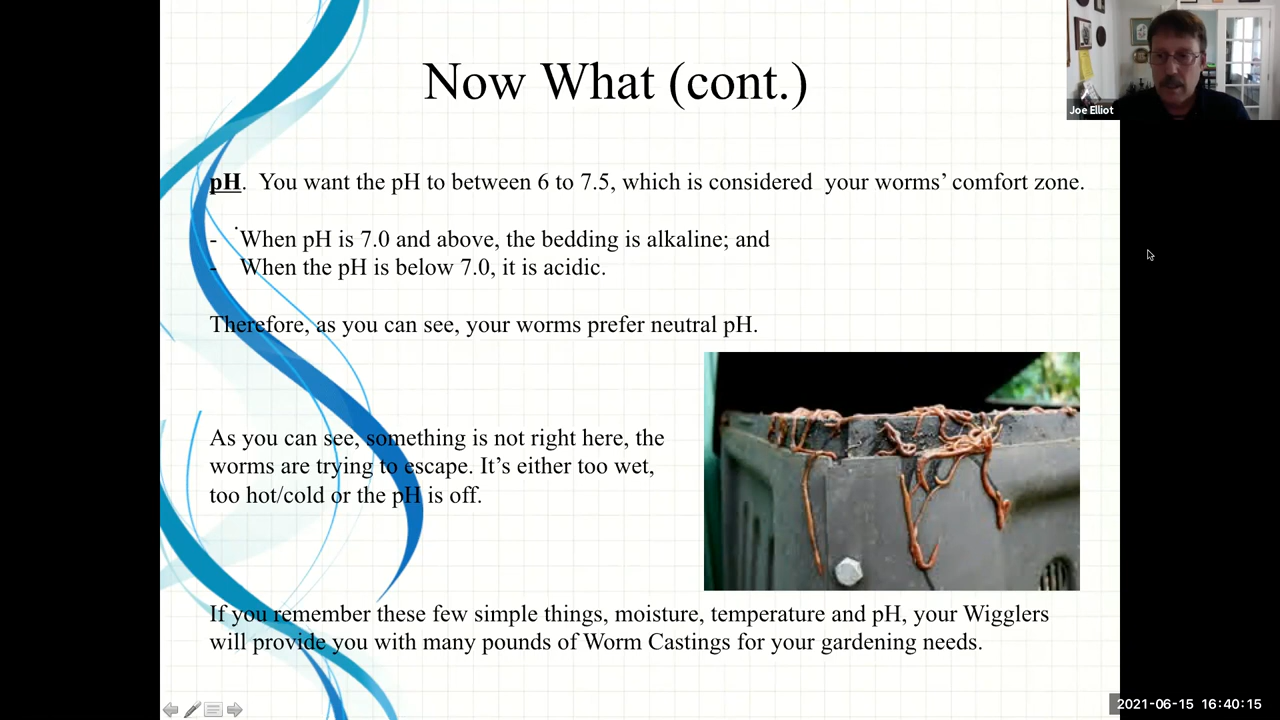 Now What (cont.)
Joe Elliot
pH. You want the pH to between 6 to 7.5, which is considered your worms’ comfort zone.
- When pH is 7.0 and above, the bedding is alkaline; and
- When the pH is below 7.0, it is acidic.
Therefore, as you can see, your worms prefer neutral pH.
As you can see, something is not right here, the
worms are trying to escape. It’s either too wet,
too hot/cold or the pH is off.
If you remember these few simple things, moisture, temperature and pH, your Wigglers
will provide you with many pounds of Worm Castings for your gardening needs.
2021-06-15 16:40:15